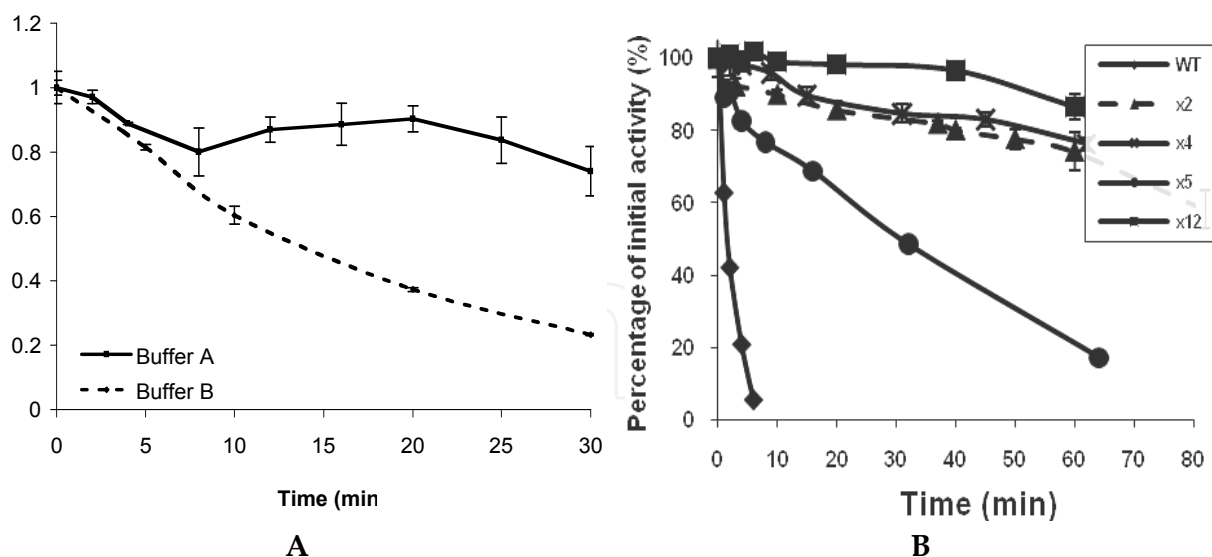 1.2
1
0.8
0.6
0.4
0.2
0
0 5 10 15 20 25 30
Buffer A
Buffer B
Time (min
A
Percentage of initial activity (%)
100
80
60
40
20
0
0 10 20 30 40 50 60 70 80
WT
x2
x4
x5
x12
Time (min)
B